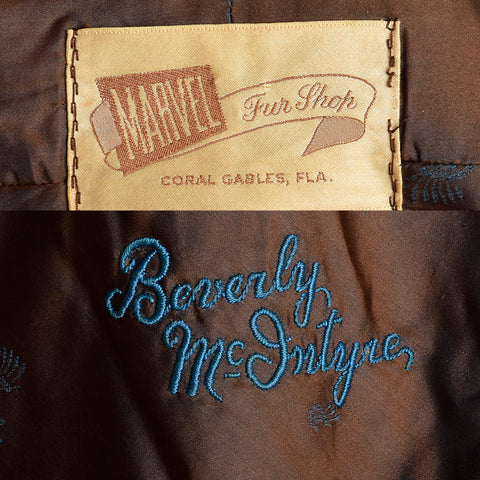 MARVEL Fur Shop
CORAL GABLES, FLA.
Beverly
McIntyre